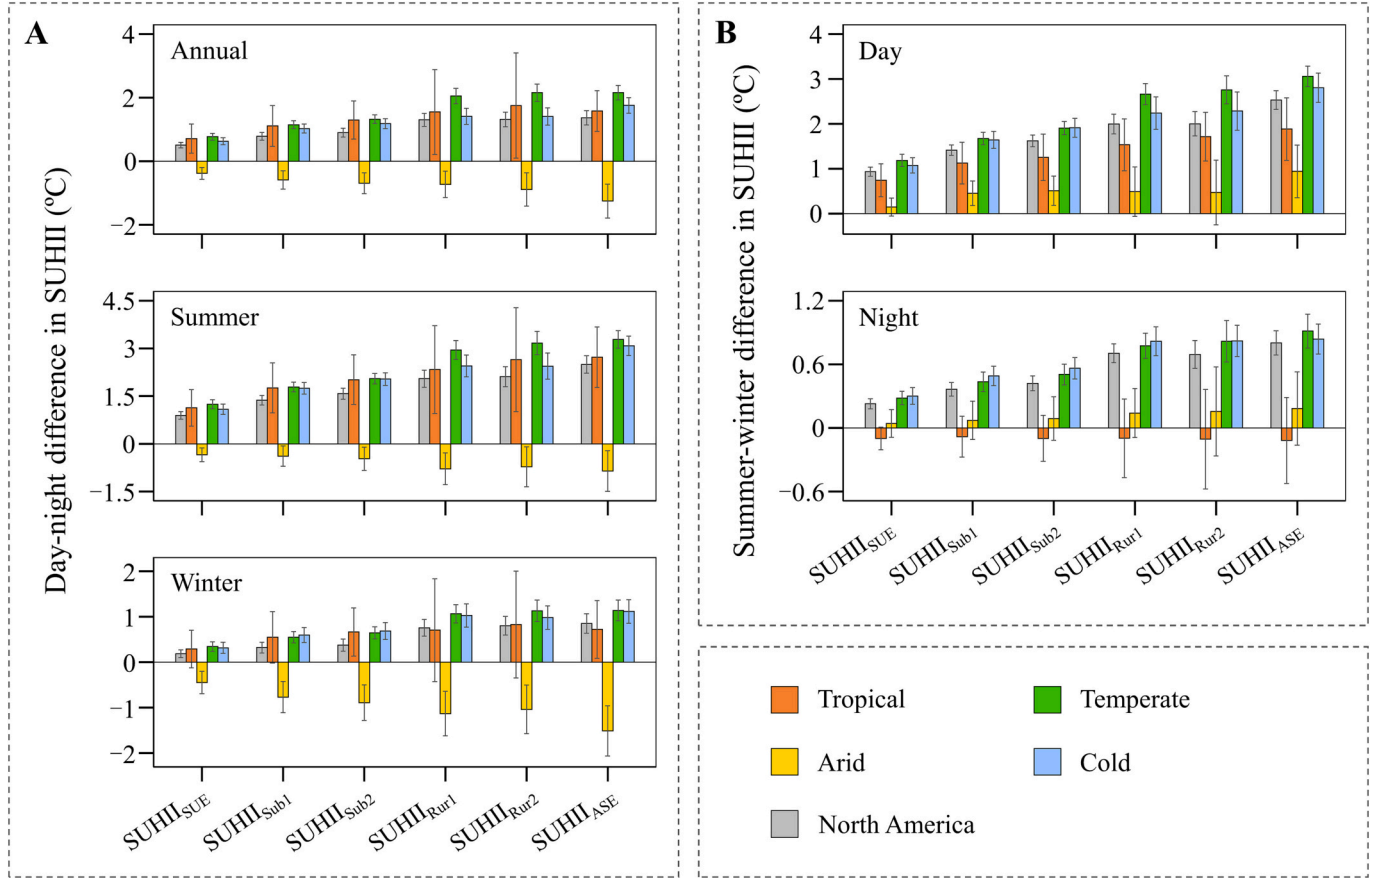 A
Day-night difference in SUHII (ºC)
Annual
4
2
0
−2
Summer
4.5
3
1.5
0
−1.5
Winter
2
1
0
−1
−2
SUHII_SUE SUHII_Sub1 SUHII_Sub2 SUHII_Rur1 SUHII_Rur2 SUHII_ASE
B
Summer-winter difference in SUHII (ºC)
Day
4
3
2
1
0
Night
1.2
0.6
0
−0.6
SUHII_SUE SUHII_Sub1 SUHII_Sub2 SUHII_Rur1 SUHII_Rur2 SUHII_ASE
Tropical Temperate
Arid Cold
North America